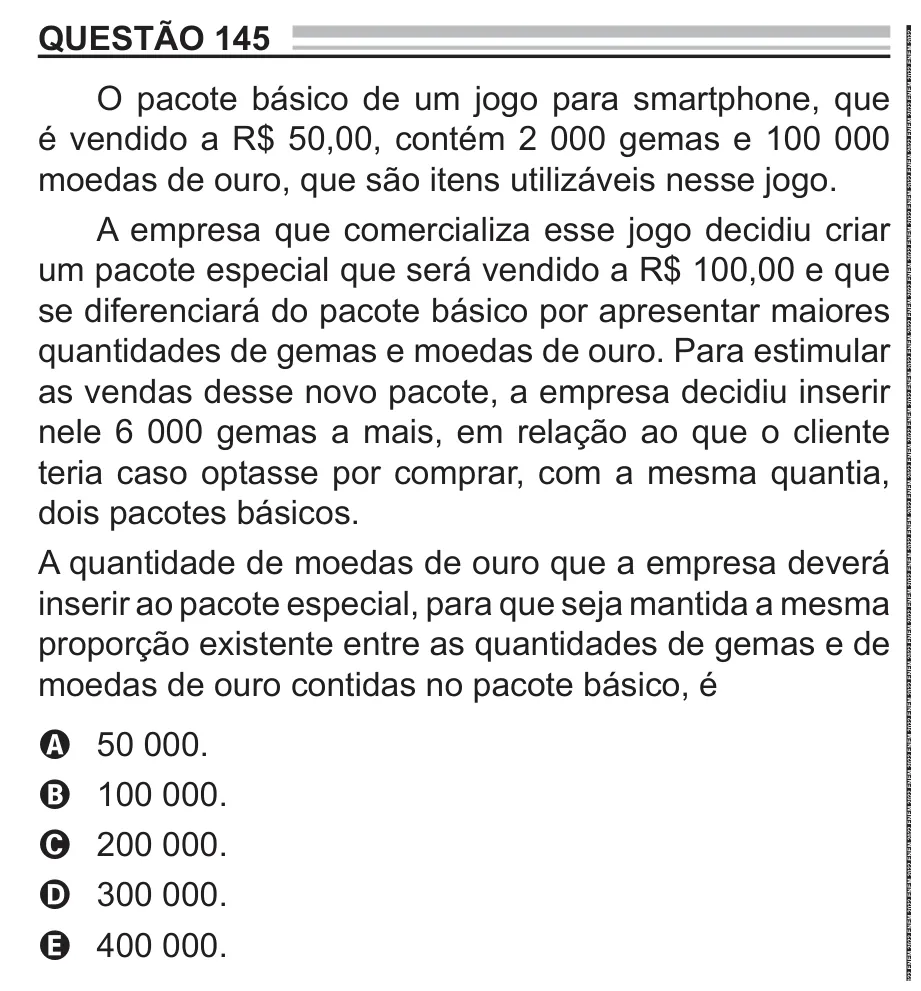 QUESTÃO 145
O pacote básico de um jogo para smartphone, que
é vendido a R$ 50,00, contém 2 000 gemas e 100 000
moedas de ouro, que são itens utilizáveis nesse jogo.
A empresa que comercializa esse jogo decidiu criar
um pacote especial que será vendido a R$ 100,00 e que
se diferenciará do pacote básico por apresentar maiores
quantidades de gemas e moedas de ouro. Para estimular
as vendas desse novo pacote, a empresa decidiu inserir
nele 6 000 gemas a mais, em relação ao que o cliente
teria caso optasse por comprar, com a mesma quantia,
dois pacotes básicos.
A quantidade de moedas de ouro que a empresa deverá
inserir ao pacote especial, para que seja mantida a mesma
proporção existente entre as quantidades de gemas e de
moedas de ouro contidas no pacote básico, é
A 50 000.
B 100 000.
C 200 000.
D 300 000.
E 400 000.